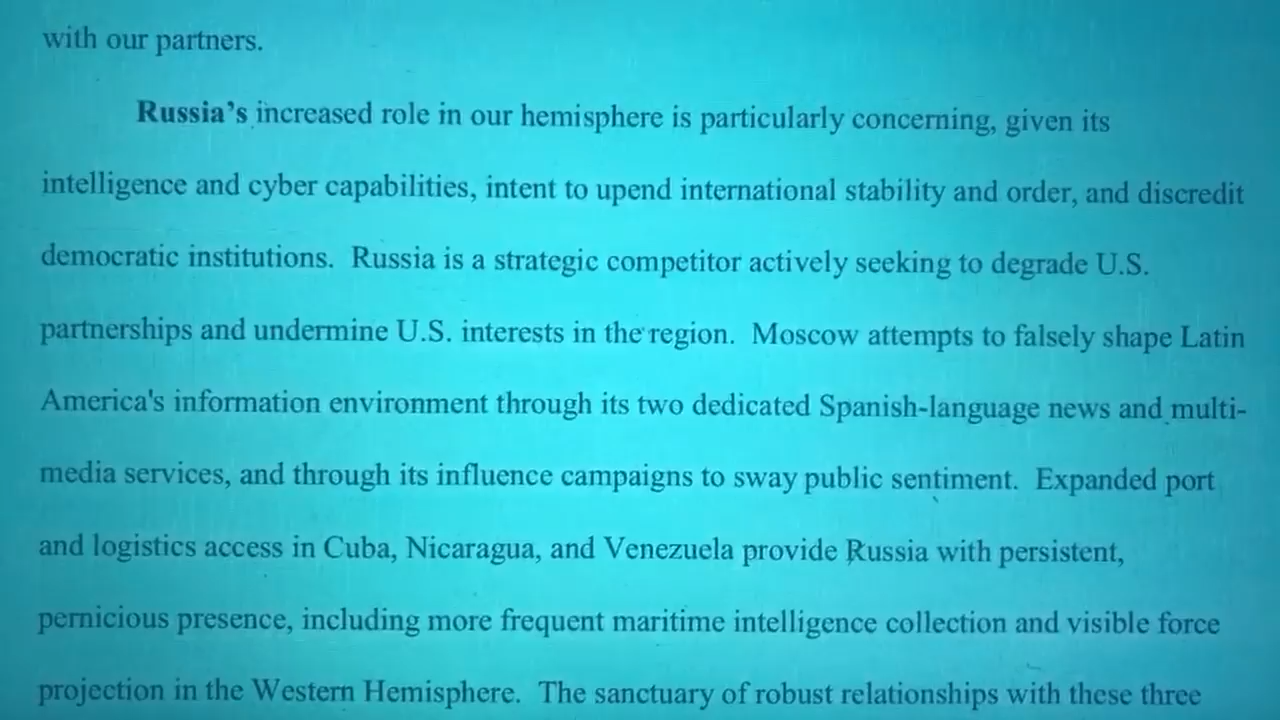 with our partners.
Russia’s increased role in our hemisphere is particularly concerning, given its
intelligence and cyber capabilities, intent to upend international stability and order, and discredit
democratic institutions.  Russia is a strategic competitor actively seeking to degrade U.S.
partnerships and undermine U.S. interests in the region.  Moscow attempts to falsely shape Latin
America's information environment through its two dedicated Spanish-language news and multi-
media services, and through its influence campaigns to sway public sentiment.  Expanded port
and logistics access in Cuba, Nicaragua, and Venezuela provide Russia with persistent,
pernicious presence, including more frequent maritime intelligence collection and visible force
projection in the Western Hemisphere.  The sanctuary of robust relationships with these three